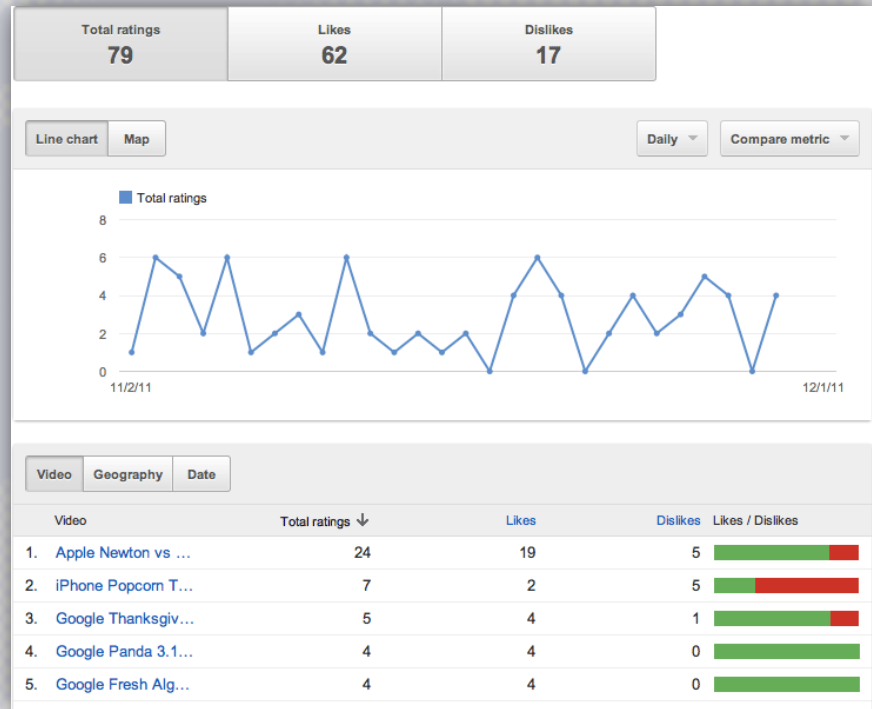 Total ratings Likes Dislikes
79 62 17
Line chart Map Daily Compare metric
Total ratings
8
6
4
2
0
11/2/11 12/1/11
Video Geography Date
Video Total ratings Likes Dislikes Likes / Dislikes
1. Apple Newton vs ... 24 19 5
2. iPhone Popcorn T... 7 2 5
3. Google Thanksgiv... 5 4 1
4. Google Panda 3.1... 4 4 0
5. Google Fresh Alg... 4 4 0